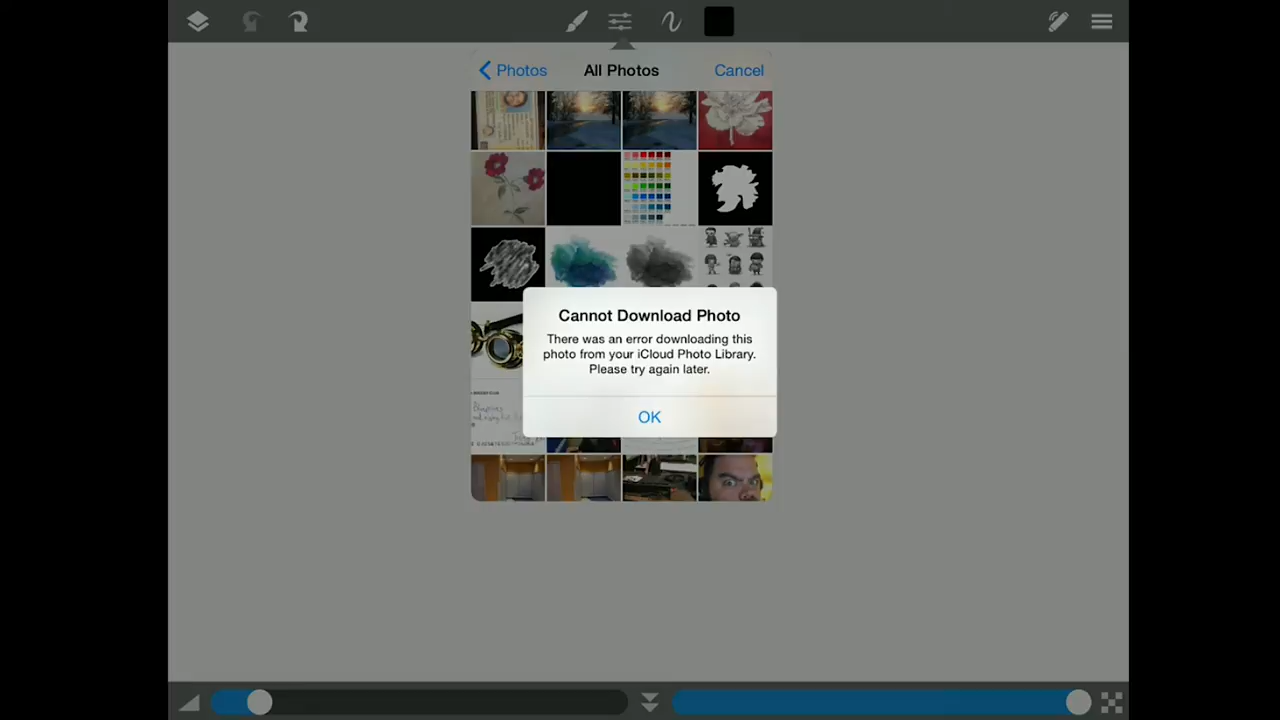 Photos
All Photos
Cancel
Cannot Download Photo
There was an error downloading this
photo from your iCloud Photo Library.
Please try again later.
OK